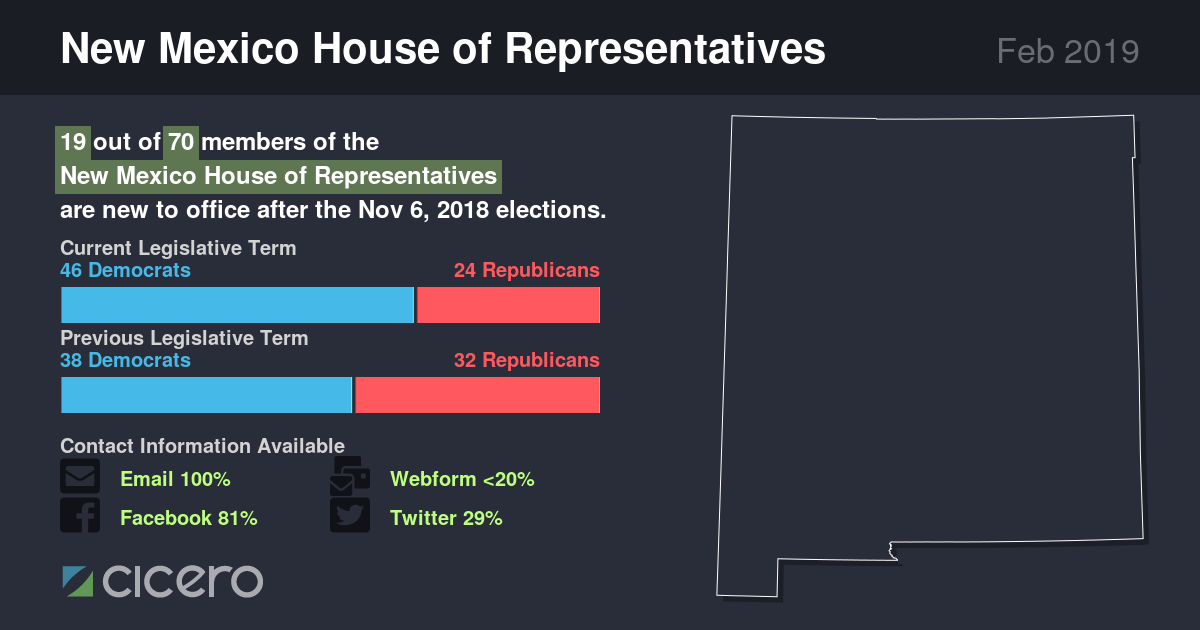 New Mexico House of Representatives
Feb 2019
19 out of 70 members of the
New Mexico House of Representatives
are new to office after the Nov 6, 2018 elections.
Current Legislative Term
46 Democrats
24 Republicans
Previous Legislative Term
38 Democrats
32 Republicans
Contact Information Available
Email 100%
Webform <20%
Facebook 81%
Twitter 29%
cicero